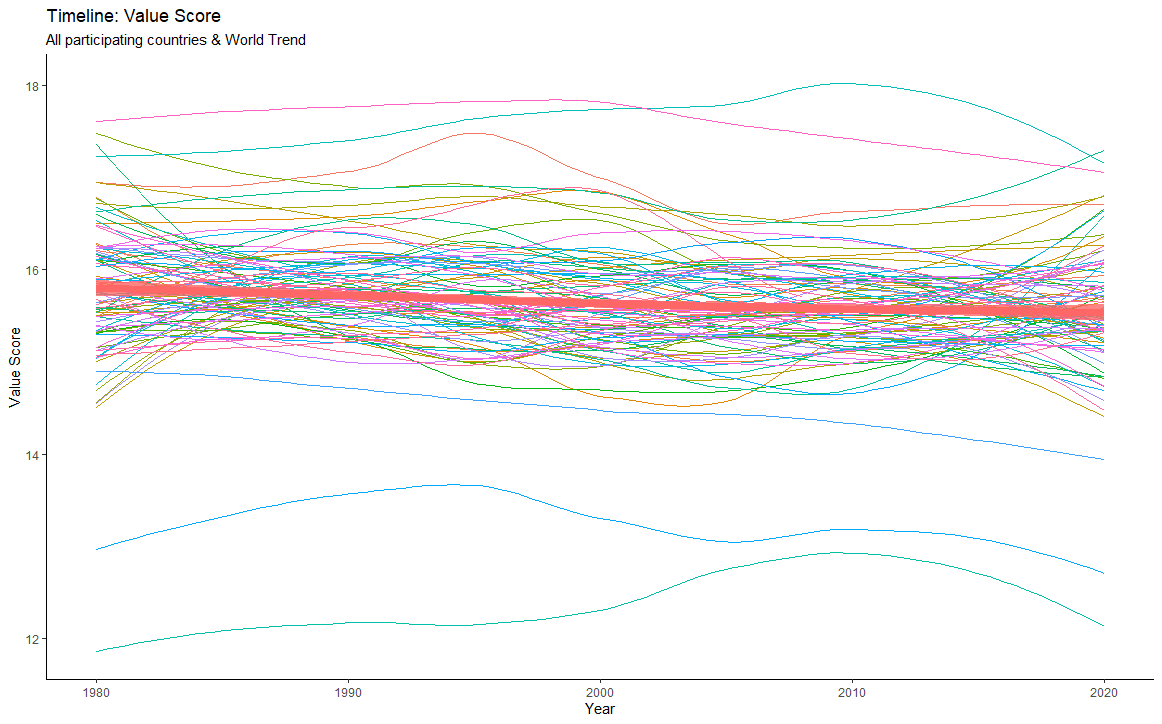 Timeline: Value Score
All participating countries & World Trend
18
16
14
12
Value Score
1980
1990
2000
2010
2020
Year